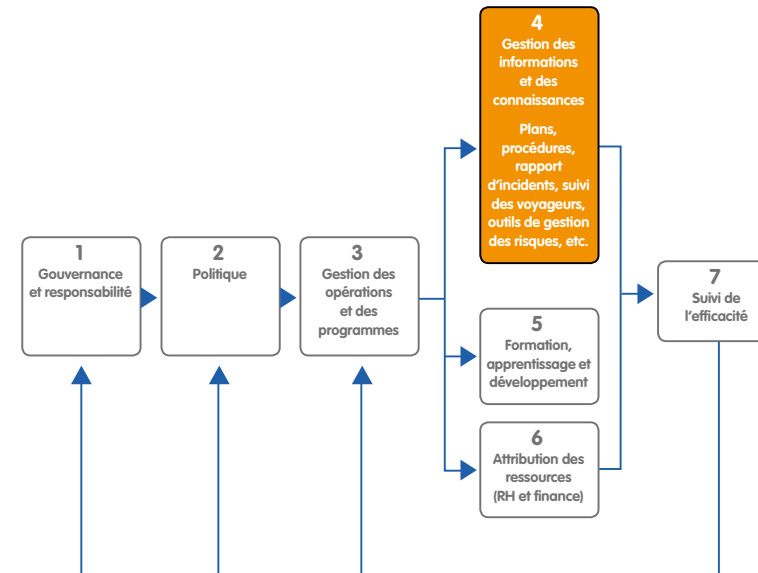 1
Gouvernance
et responsabilité
2
Politique
3
Gestion des
opérations
et des
programmes
4
Gestion des
informations
et des
connaissances
Plans,
procédures,
rapport
d'incidents, suivi
des voyageurs,
outils de gestion
des risques, etc.
5
Formation,
apprentissage et
développement
6
Attribution des
ressources
(RH et finance)
7
Suivi de
l'efficacité